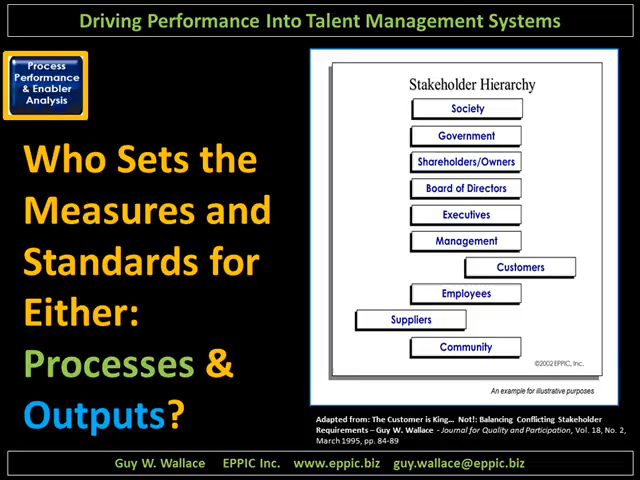 Driving Performance Into Talent Management Systems
Process
Performance
& Enabler
Analysis
Who Sets the
Measures and
Standards for
Either:
Processes &
Outputs?
Stakeholder Hierarchy
Society
Government
Shareholders/Owners
Board of Directors
Executives
Management
Customers
Employees
Suppliers
Community
©2002 EPPIC, Inc.
An example for illustrative purposes
Adapted from: The Customer is King... Not!: Balancing Conflicting Stakeholder
Requirements – Guy W. Wallace - Journal for Quality and Participation, Vol. 18, No. 2,
March 1995, pp. 84-89
Guy W. Wallace EPPIC Inc. www.eppic.biz guy.wallace@eppic.biz